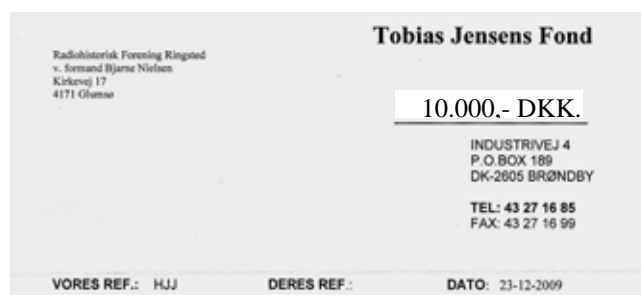 Tobias Jensens Fond
Radiohistorisk Forening Ringsted
v. formand Bjarne Nielsen
Kirkevej 17
4171 Glumsø
10.000,- DKK.
INDUSTRIVEJ 4
P.O.BOX 189
DK-2605 BRØNDBY
TEL: 43 27 16 85
FAX: 43 27 16 99
VORES REF.: HJJ DERES REF.: DATO: 23-12-2009